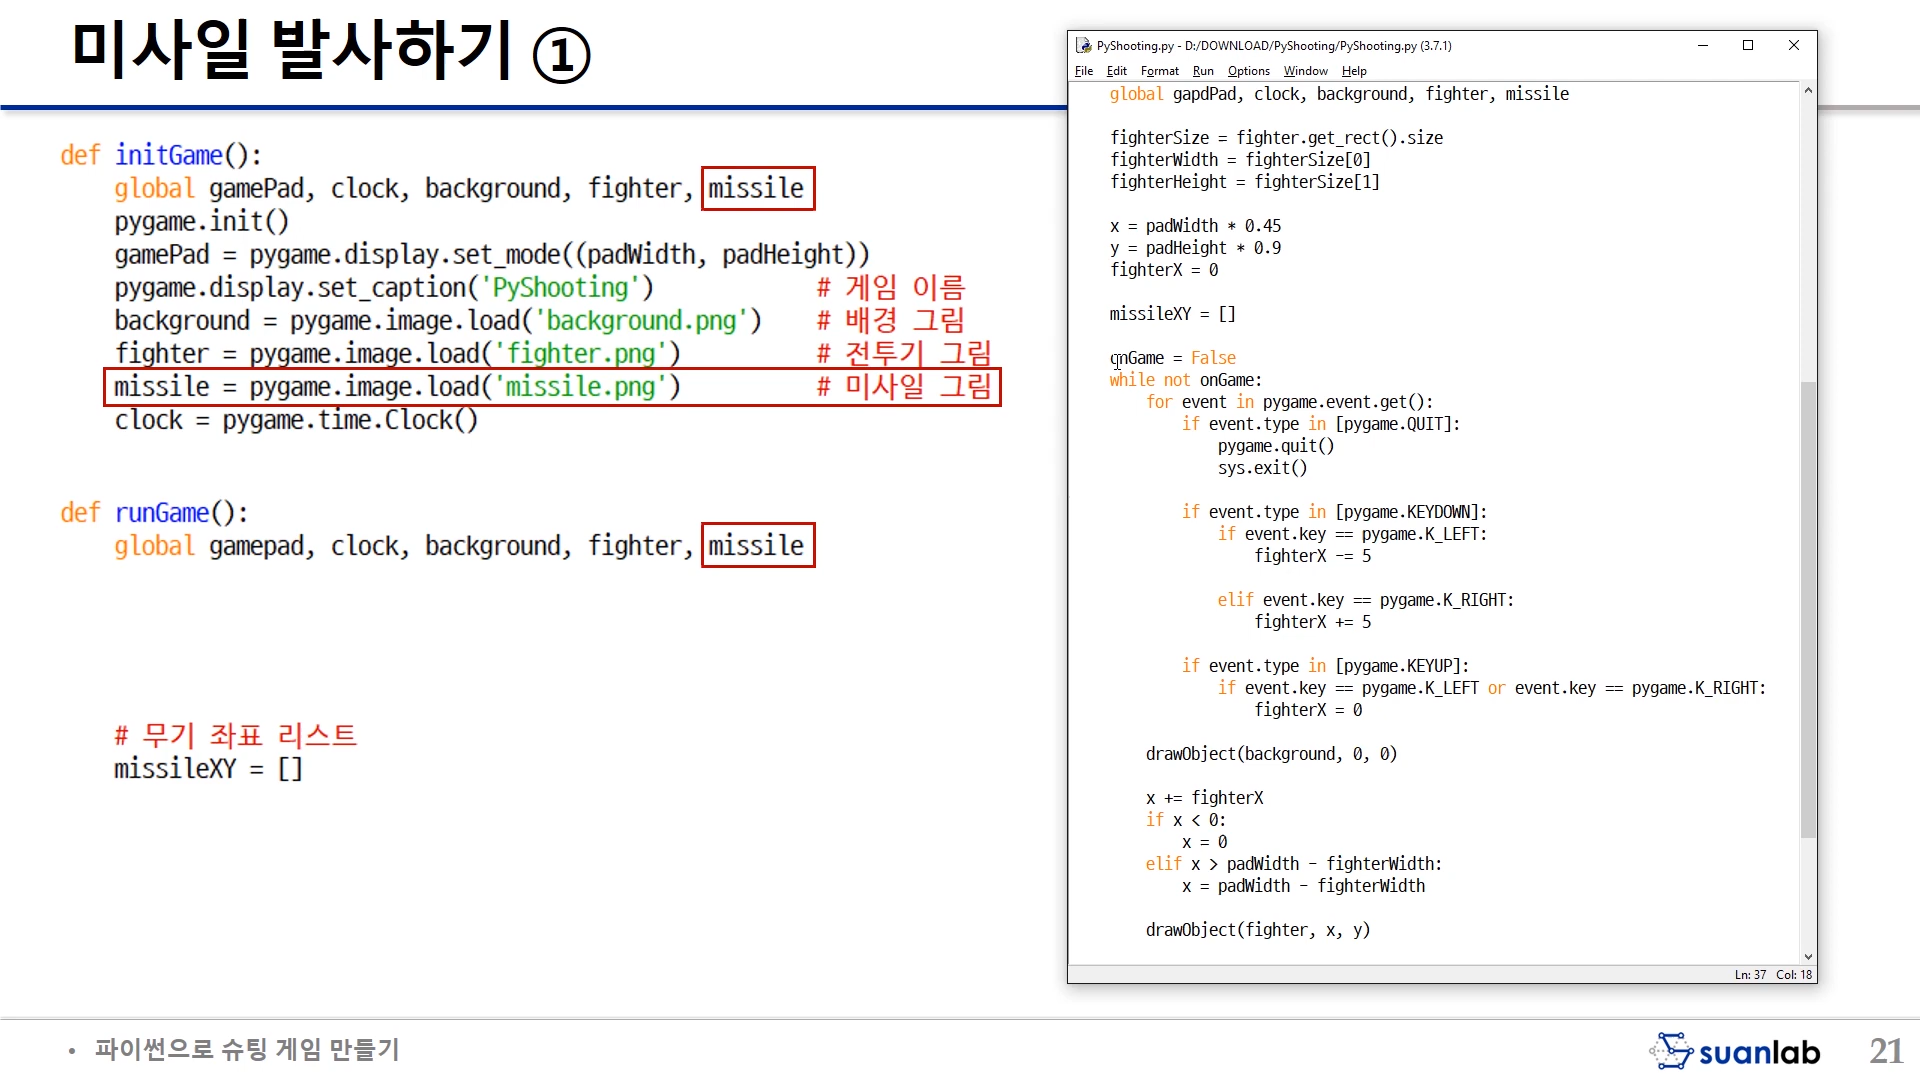 미사일 발사하기 ①
def initGame():
    global gamePad, clock, background, fighter, missile
    pygame.init()
    gamePad = pygame.display.set_mode((padWidth, padHeight))
    pygame.display.set_caption('PyShooting')            # 게임 이름
    background = pygame.image.load('background.png')    # 배경 그림
    fighter = pygame.image.load('fighter.png')          # 전투기 그림
    missile = pygame.image.load('missile.png')          # 미사일 그림
    clock = pygame.time.Clock()
def runGame():
    global gamepad, clock, background, fighter, missile
    # 무기 좌표 리스트
    missileXY = []
PyShooting.py - D:/DOWNLOAD/PyShooting/PyShooting.py (3.7.1)
File Edit Format Run Options Window Help
    global gapdPad, clock, background, fighter, missile
    fighterSize = fighter.get_rect().size
    fighterWidth = fighterSize[0]
    fighterHeight = fighterSize[1]
    x = padWidth * 0.45
    y = padHeight * 0.9
    fighterX = 0
    missileXY = []
    onGame = False
    while not onGame:
        for event in pygame.event.get():
            if event.type in [pygame.QUIT]:
                pygame.quit()
                sys.exit()
            if event.type in [pygame.KEYDOWN]:
                if event.key == pygame.K_LEFT:
                    fighterX -= 5
                elif event.key == pygame.K_RIGHT:
                    fighterX += 5
            if event.type in [pygame.KEYUP]:
                if event.key == pygame.K_LEFT or event.key == pygame.K_RIGHT:
                    fighterX = 0
        drawObject(background, 0, 0)
        x += fighterX
        if x < 0:
            x = 0
        elif x > padWidth - fighterWidth:
            x = padWidth - fighterWidth
        drawObject(fighter, x, y)
Ln: 37 Col: 18
• 파이썬으로 슈팅 게임 만들기
suanlab
21